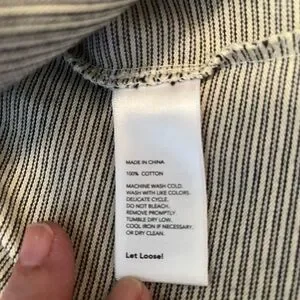 MADE IN CHINA
100% COTTON
MACHINE WASH COLD.
WASH WITH LIKE COLORS.
DELICATE CYCLE.
DO NOT BLEACH.
REMOVE PROMPTLY.
TUMBLE DRY LOW.
COOL IRON IF NECESSARY,
OR DRY CLEAN.
Let Loose!